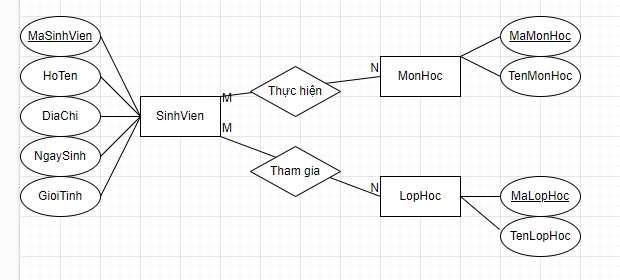 MaSinhVien
HoTen
DiaChi
NgaySinh
GioiTinh
SinhVien
M
M
Thực hiện
Tham gia
N
N
MonHoc
LopHoc
MaMonHoc
TenMonHoc
MaLopHoc
TenLopHoc